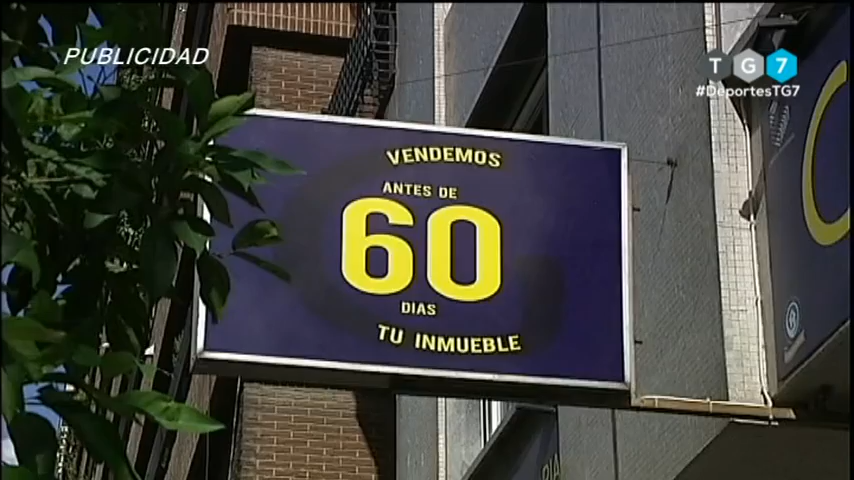 PUBLICIDAD
TG7
#DeportesTG7
VENDEMOS
ANTES DE
60
DIAS
TU INMUEBLE